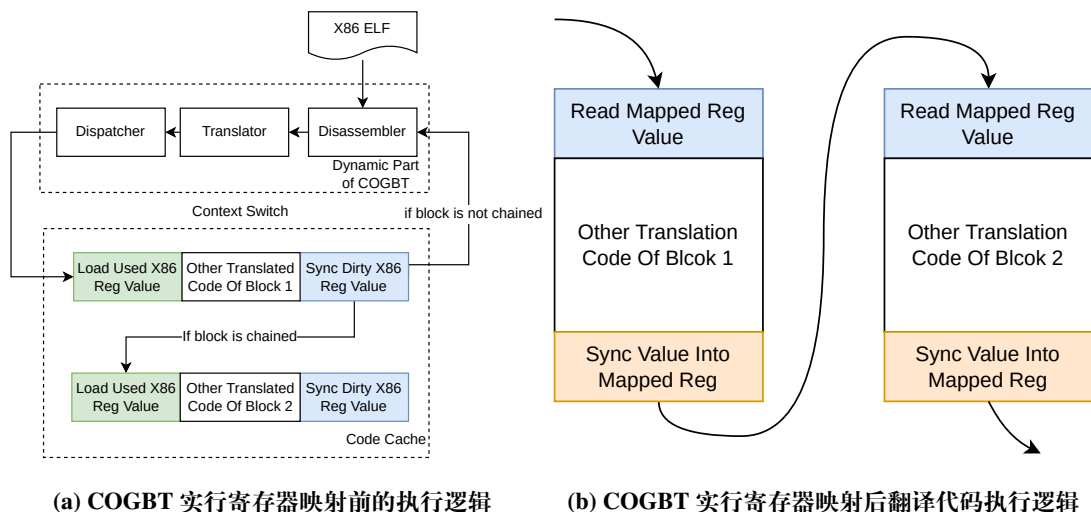 X86 ELF
Dispatcher
Translator
Disassembler
Dynamic Part
of COGBT
Context Switch
if block is not chained
Load Used X86
Reg Value
Other Translated
Code Of Block 1
Sync Dirty X86
Reg Value
If block is chained
Load Used X86
Reg Value
Other Translated
Code Of Block 2
Sync Dirty X86
Reg Value
Code Cache
(a) COGBT 实行寄存器映射前的执行逻辑
Read Mapped Reg
Value
Other Translation
Code Of Blcok 1
Sync Value Into
Mapped Reg
Read Mapped Reg
Value
Other Translation
Code Of Blcok 2
Sync Value Into
Mapped Reg
(b) COGBT 实行寄存器映射后翻译代码执行逻辑